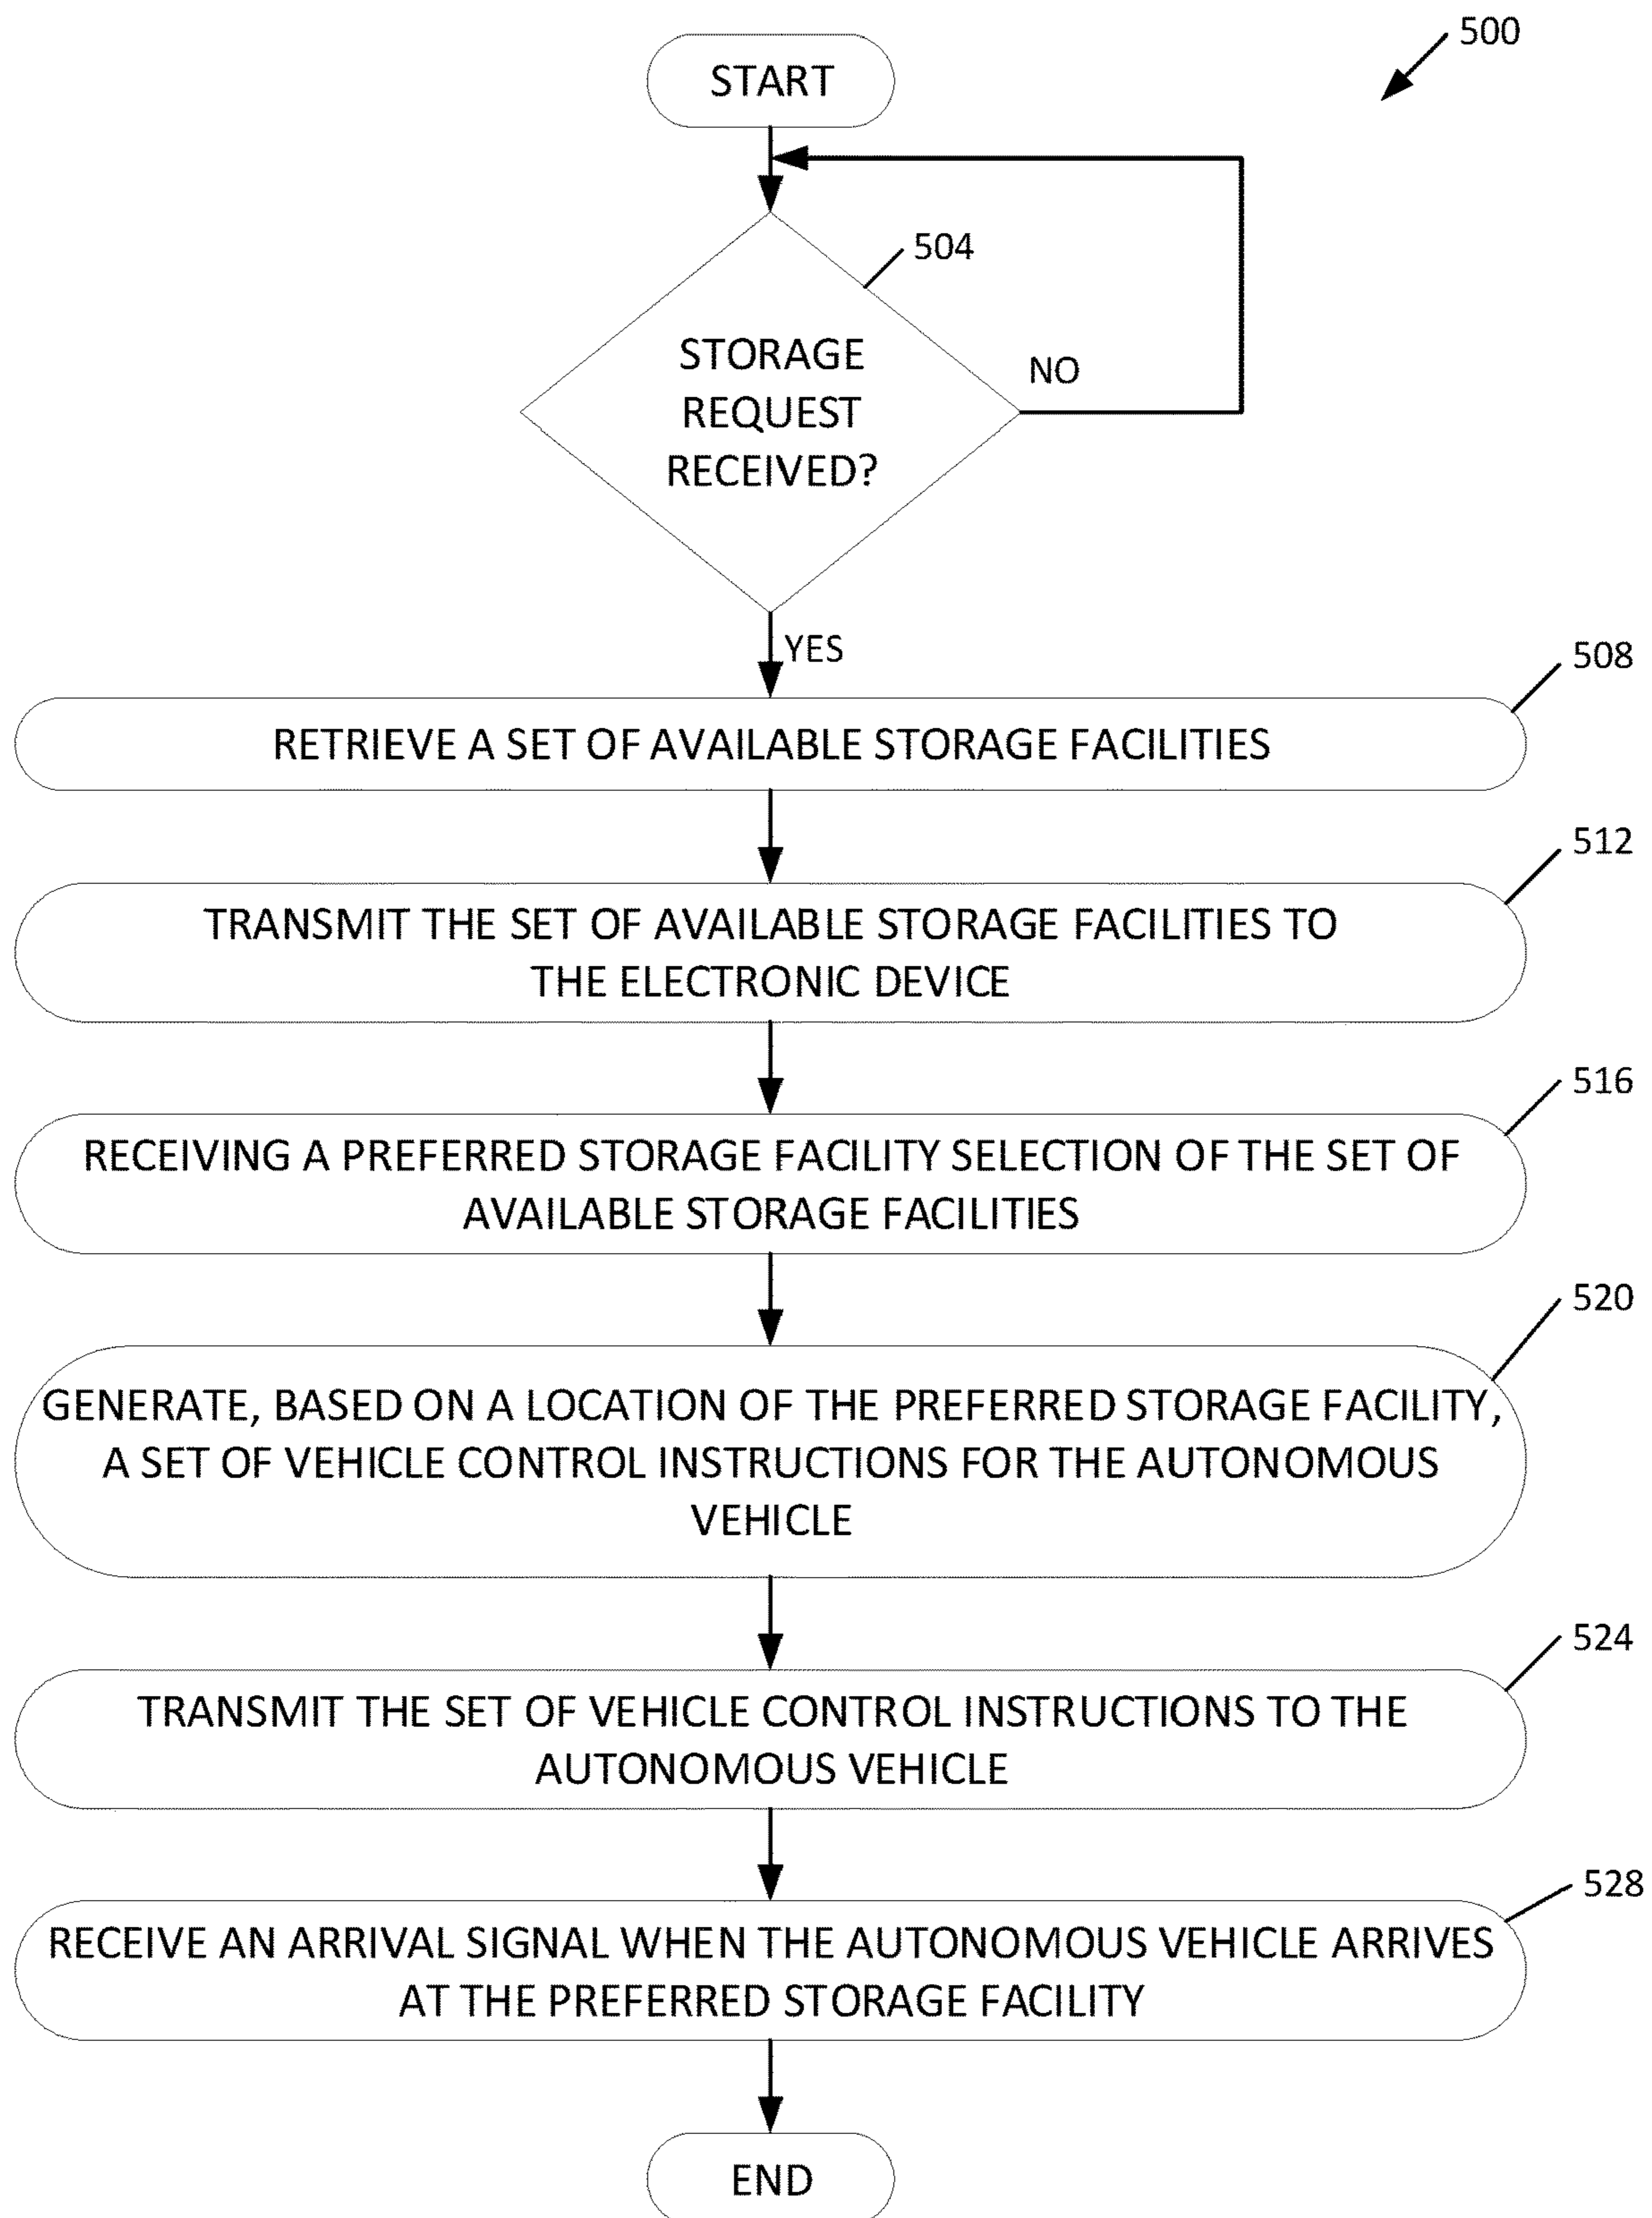 500
START
504
STORAGE
REQUEST
RECEIVED?
NO
YES
508
RETRIEVE A SET OF AVAILABLE STORAGE FACILITIES
512
TRANSMIT THE SET OF AVAILABLE STORAGE FACILITIES TO
THE ELECTRONIC DEVICE
516
RECEIVING A PREFERRED STORAGE FACILITY SELECTION OF THE SET OF
AVAILABLE STORAGE FACILITIES
520
GENERATE, BASED ON A LOCATION OF THE PREFERRED STORAGE FACILITY,
A SET OF VEHICLE CONTROL INSTRUCTIONS FOR THE AUTONOMOUS
VEHICLE
524
TRANSMIT THE SET OF VEHICLE CONTROL INSTRUCTIONS TO THE
AUTONOMOUS VEHICLE
528
RECEIVE AN ARRIVAL SIGNAL WHEN THE AUTONOMOUS VEHICLE ARRIVES
AT THE PREFERRED STORAGE FACILITY
END